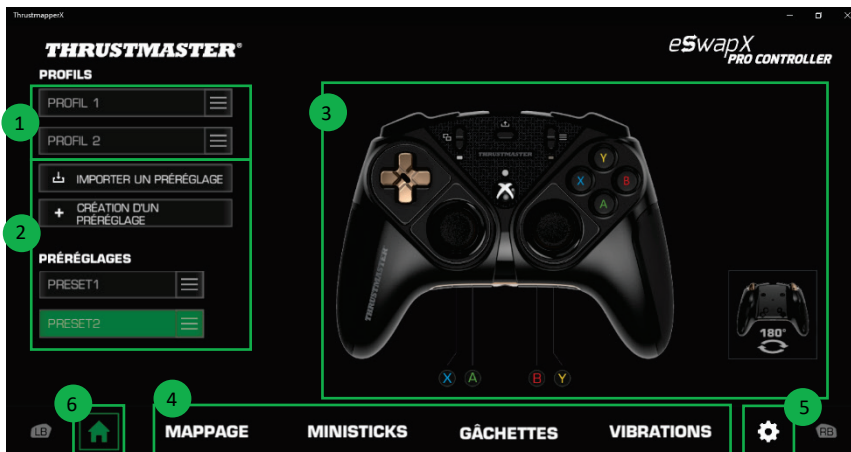 ThrustmapperX
THRUSTMASTER®
eSwapX
PRO CONTROLLER
PROFILS
1
PROFIL 1
PROFIL 2
2
IMPORTER UN PRÉRÉGLAGE
+ CRÉATION D'UN
PRÉRÉGLAGE
PRÉRÉGLAGES
PRESET1
PRESET2
3
THRUSTMASTER
Y
X B
A
THRUSTMASTER
X A B Y
180°
6
4
5
LB
MAPPAGE MINISTICKS GÂCHETTES VIBRATIONS
RB